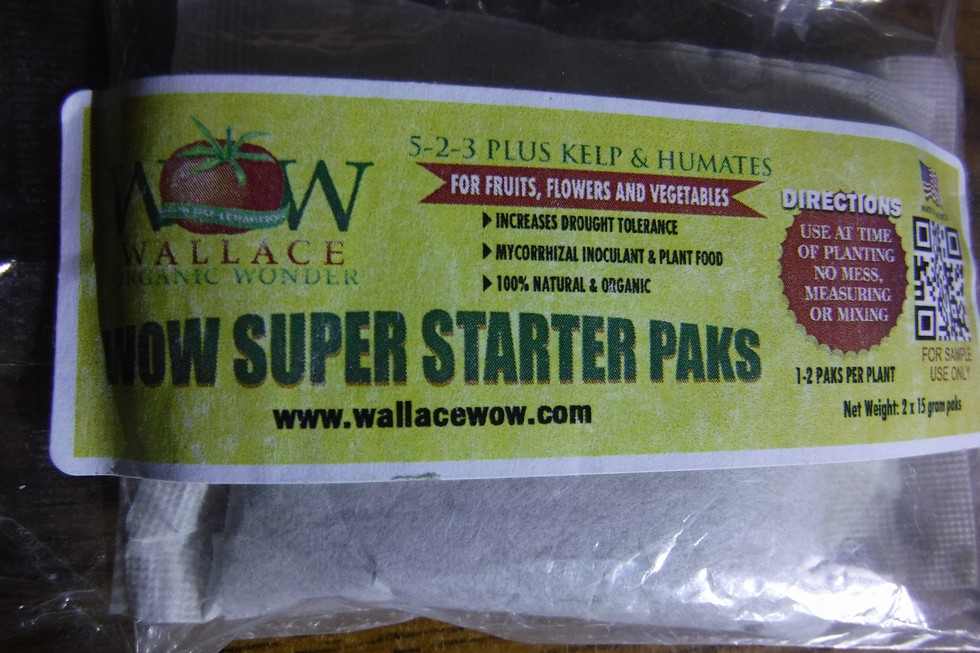 WOW
WALLACE
ORGANIC WONDER
5-2-3 PLUS KELP & HUMATES
FOR FRUITS, FLOWERS AND VEGETABLES
INCREASES DROUGHT TOLERANCE
MYCORRHIZAL INOCULANT & PLANT FOOD
100% NATURAL & ORGANIC
WOW SUPER STARTER PAKS
www.wallacewow.com
DIRECTIONS
USE AT TIME
OF PLANTING
NO MESS,
MEASURING
OR MIXING
1-2 PAKS PER PLANT
FOR SAMPLE
USE ONLY
Net Weight: 2 x 15 gram paks